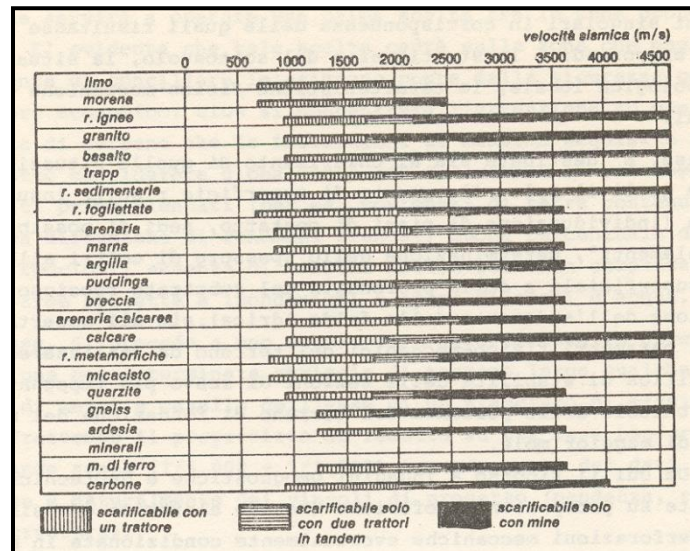 velocità sismica (m/s)
0 0 500 1000 1500 2000 2500 3000 3500 4000 4500
limo
morena
r. ignee
granito
basalto
trapp
r. sedimentarie
r. fogliettate
arenaria
marna
argilla
puddinga
breccia
arenaria calcarea
calcare
r. metamorfiche
micacisto
quarzite
gneiss
ardesia
minerali
m. di ferro
carbone
scarificabile con
un trattore
scarificabile solo
con due trattori
in tandem
scarificabile solo
con mine